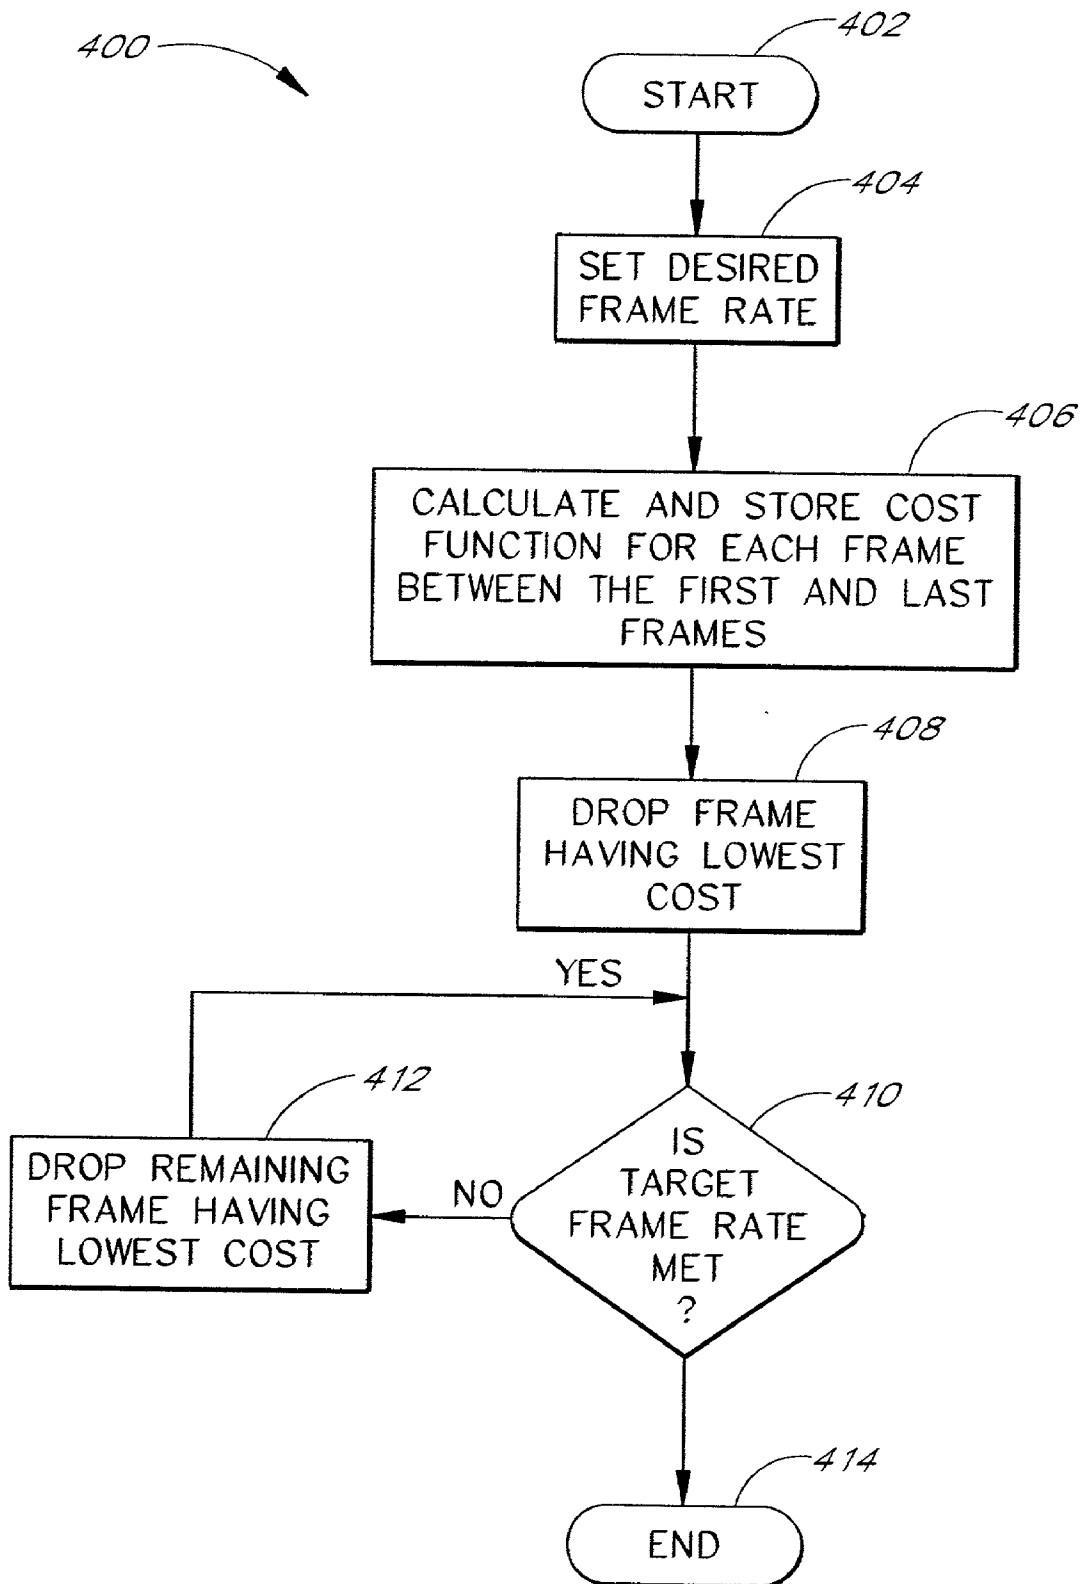 400
402
START
404
SET DESIRED
FRAME RATE
406
CALCULATE AND STORE COST
FUNCTION FOR EACH FRAME
BETWEEN THE FIRST AND LAST
FRAMES
408
DROP FRAME
HAVING LOWEST
COST
YES
412
410
DROP REMAINING
FRAME HAVING
LOWEST COST
NO
IS
TARGET
FRAME RATE
MET
?
414
END